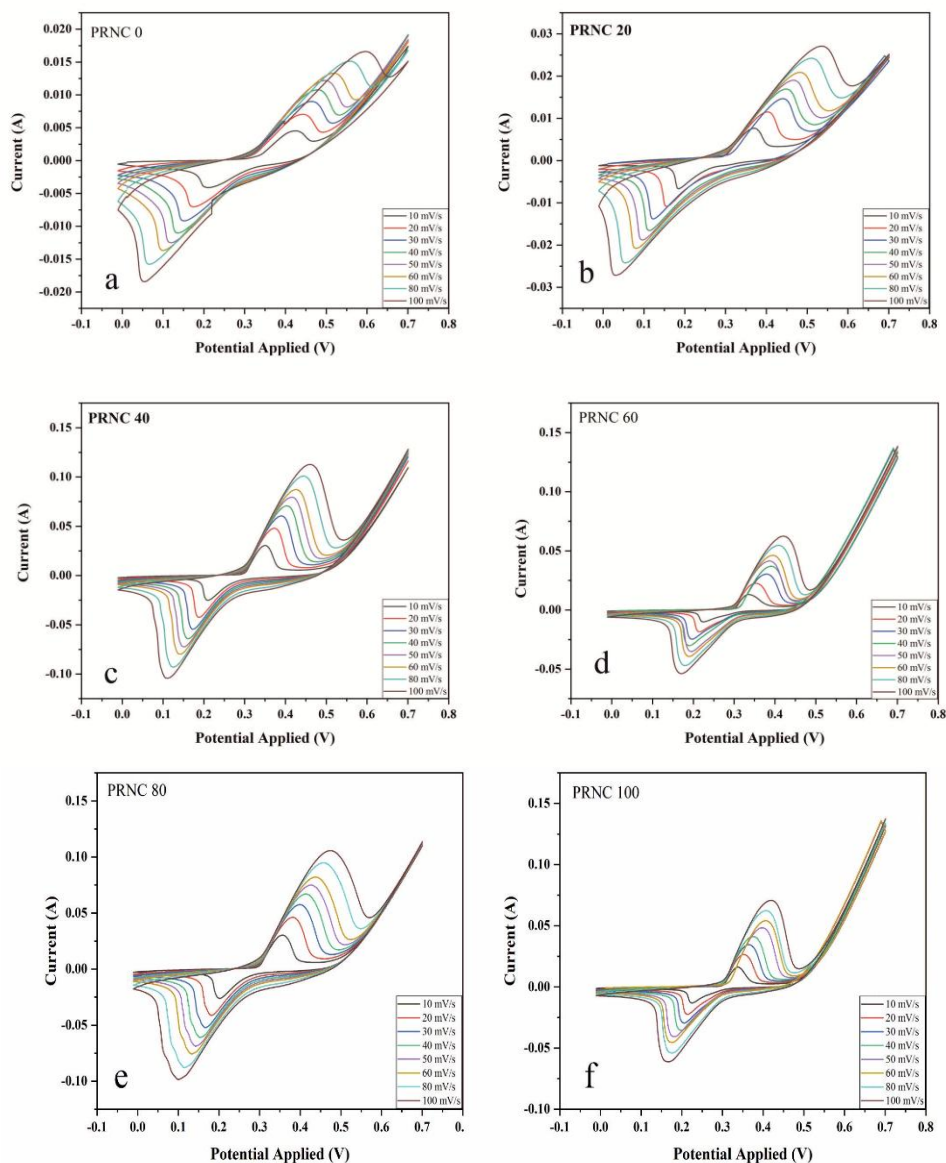 PRNC 0
0.020
0.015
0.010
0.005
0.000
-0.005
-0.010
-0.015
-0.020
Current (A)
10 mV/s
20 mV/s
30 mV/s
40 mV/s
50 mV/s
60 mV/s
80 mV/s
100 mV/s
a
-0.1 0.0 0.1 0.2 0.3 0.4 0.5 0.6 0.7 0.8
Potential Applied (V)
PRNC 20
0.03
0.02
0.01
0.00
-0.01
-0.02
-0.03
Current (A)
10 mV/s
20 mV/s
30 mV/s
40 mV/s
50 mV/s
60 mV/s
80 mV/s
100 mV/s
b
-0.1 0.0 0.1 0.2 0.3 0.4 0.5 0.6 0.7 0.8
Potential Applied (V)
PRNC 40
0.15
0.10
0.05
0.00
-0.05
-0.10
Current (A)
10 mV/s
20 mV/s
30 mV/s
40 mV/s
50 mV/s
60 mV/s
80 mV/s
100 mV/s
c
-0.1 0.0 0.1 0.2 0.3 0.4 0.5 0.6 0.7 0.8
Potential Applied (V)
PRNC 60
0.15
0.10
0.05
0.00
-0.05
Current (A)
10 mV/s
20 mV/s
30 mV/s
40 mV/s
50 mV/s
60 mV/s
80 mV/s
100 mV/s
d
-0.1 0.0 0.1 0.2 0.3 0.4 0.5 0.6 0.7 0.8
Potential Applied (V)
PRNC 80
0.15
0.10
0.05
0.00
-0.05
-0.10
Current (A)
10 mV/s
20 mV/s
30 mV/s
40 mV/s
50 mV/s
60 mV/s
80 mV/s
100 mV/s
e
-0.1 0.0 0.1 0.2 0.3 0.4 0.5 0.6 0.7 0.
Potential Applied (V)
PRNC 100
0.15
0.10
0.05
0.00
-0.05
-0.10
Current (A)
10 mV/s
20 mV/s
30 mV/s
40 mV/s
50 mV/s
60 mV/s
80 mV/s
100 mV/s
f
-0.1 0.0 0.1 0.2 0.3 0.4 0.5 0.6 0.7 0.8
Potential Applied (V)